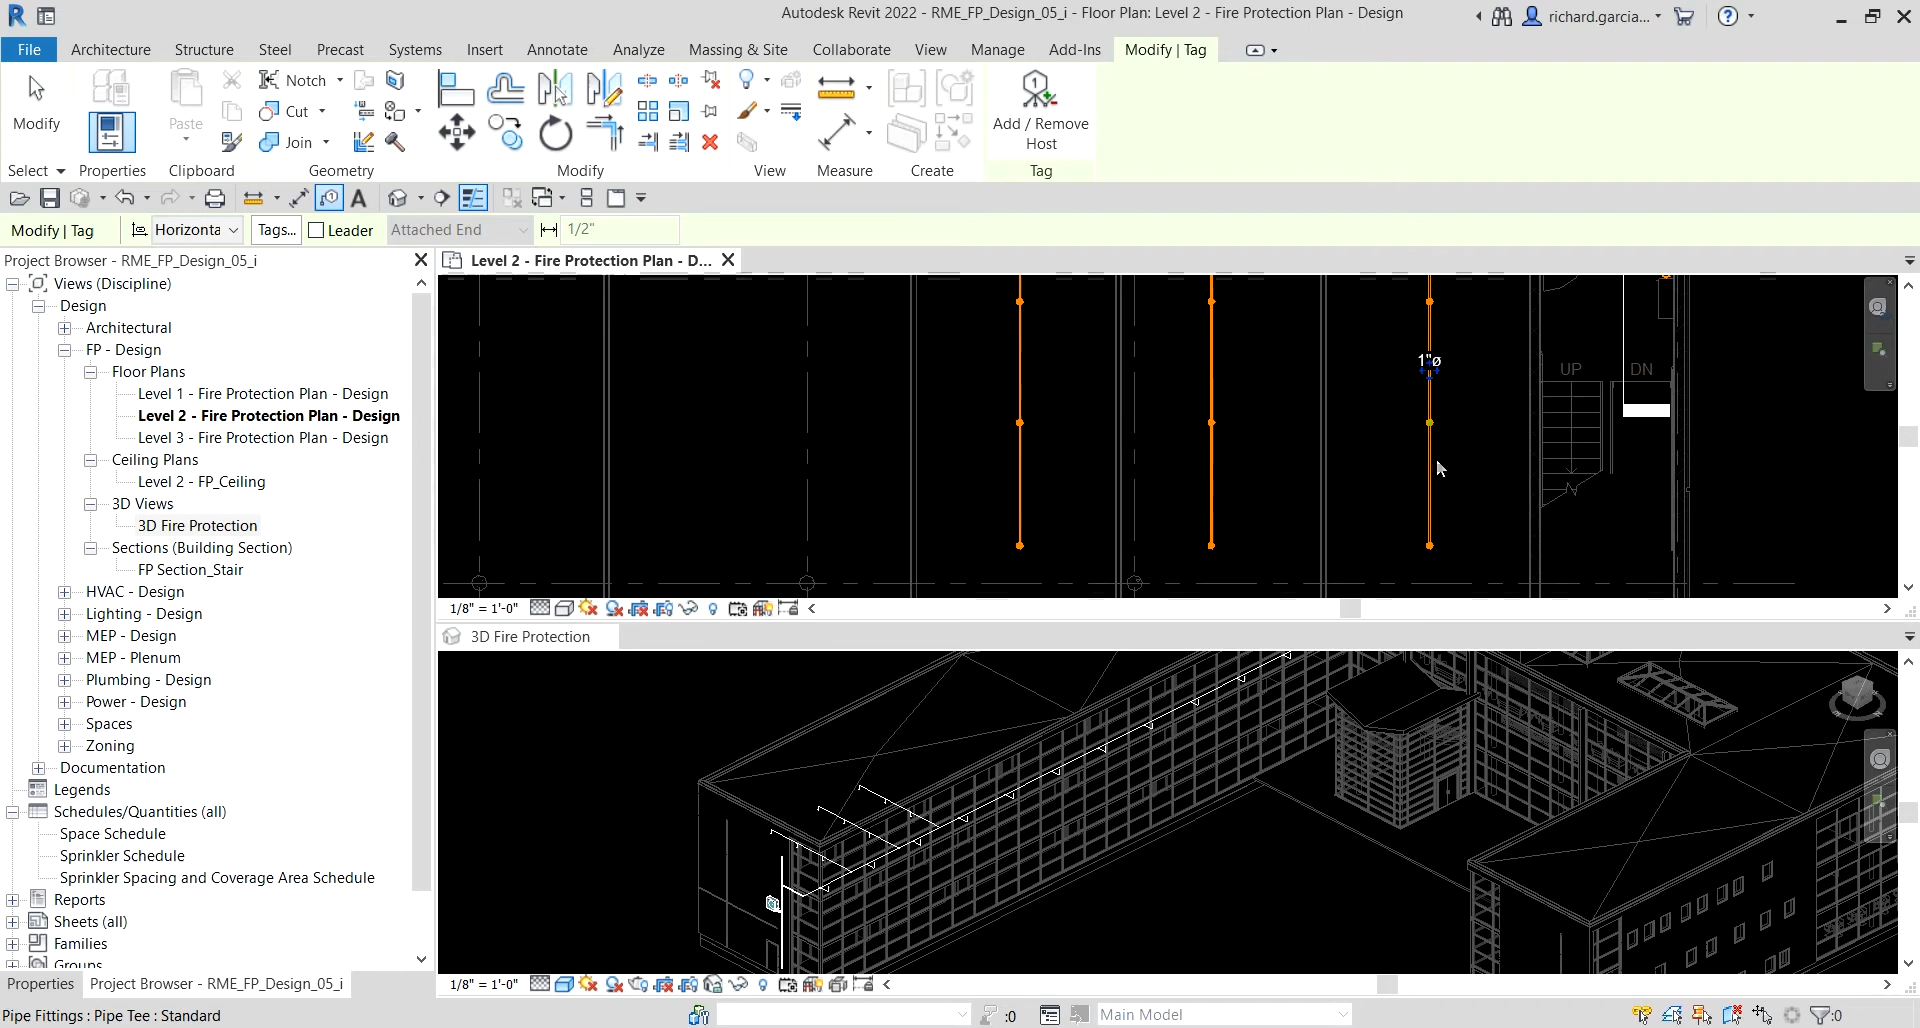 Autodesk Revit 2022 - RME_FP_Design_05_i - Floor Plan: Level 2 - Fire Protection Plan - Design
richard.garcia...
File Architecture Structure Steel Precast Systems Insert Annotate Analyze Massing & Site Collaborate View Manage Add-Ins Modify | Tag
Modify
Paste
Notch
Cut
Join
Add / Remove
Host
Select Properties Clipboard Geometry Modify View Measure Create Tag
Modify | Tag Horizonta Tags... Leader Attached End 1/2"
Project Browser - RME_FP_Design_05_i
Views (Discipline)
Design
Architectural
FP - Design
Floor Plans
Level 1 - Fire Protection Plan - Design
Level 2 - Fire Protection Plan - Design
Level 3 - Fire Protection Plan - Design
Ceiling Plans
Level 2 - FP_Ceiling
3D Views
3D Fire Protection
Sections (Building Section)
FP Section_Stair
HVAC - Design
Lighting - Design
MEP - Design
MEP - Plenum
Plumbing - Design
Power - Design
Spaces
Zoning
Documentation
Legends
Schedules/Quantities (all)
Space Schedule
Sprinkler Schedule
Sprinkler Spacing and Coverage Area Schedule
Reports
Sheets (all)
Families
Groups
Properties Project Browser - RME_FP_Design_05_i
Level 2 - Fire Protection Plan - D...
1"ø
UP DN
1/8" = 1'-0"
3D Fire Protection
1/8" = 1'-0"
Pipe Fittings : Pipe Tee : Standard
:0
Main Model
:0